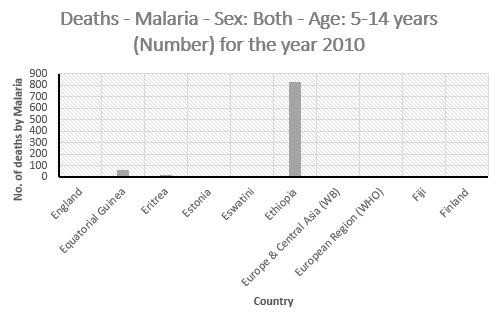 Deaths - Malaria - Sex: Both - Age: 5-14 years
(Number) for the year 2010
No. of deaths by Malaria
900
800
700
600
500
400
300
200
100
0
England
Equatorial Guinea
Eritrea
Estonia
Eswatini
Ethiopia
Europe & Central Asia (WB)
European Region (WHO)
Fiji
Finland
Country